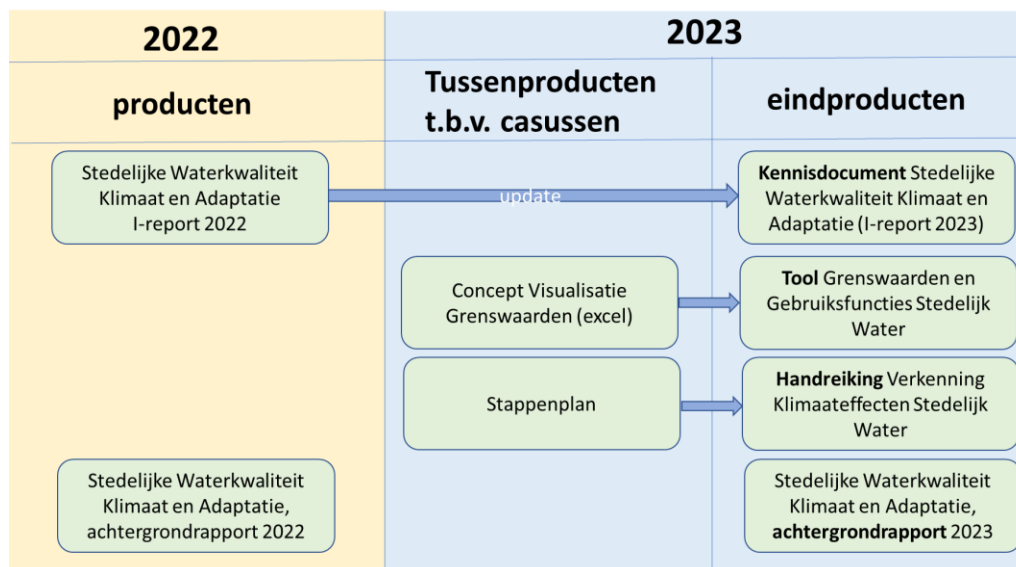 2022
2023
producten
Tussenproducten
t.b.v. casussen
eindproducten
Stedelijke Waterkwaliteit
Klimaat en Adaptatie
I-report 2022
update
Kennisdocument Stedelijke
Waterkwaliteit Klimaat en
Adaptatie (I-report 2023)
Concept Visualisatie
Grenswaarden (excel)
Tool Grenswaarden en
Gebruiksfuncties Stedelijk
Water
Stappenplan
Handreiking Verkenning
Klimaateffecten Stedelijk
Water
Stedelijke Waterkwaliteit
Klimaat en Adaptatie,
achtergrondrapport 2022
Stedelijke Waterkwaliteit
Klimaat en Adaptatie,
achtergrondrapport 2023